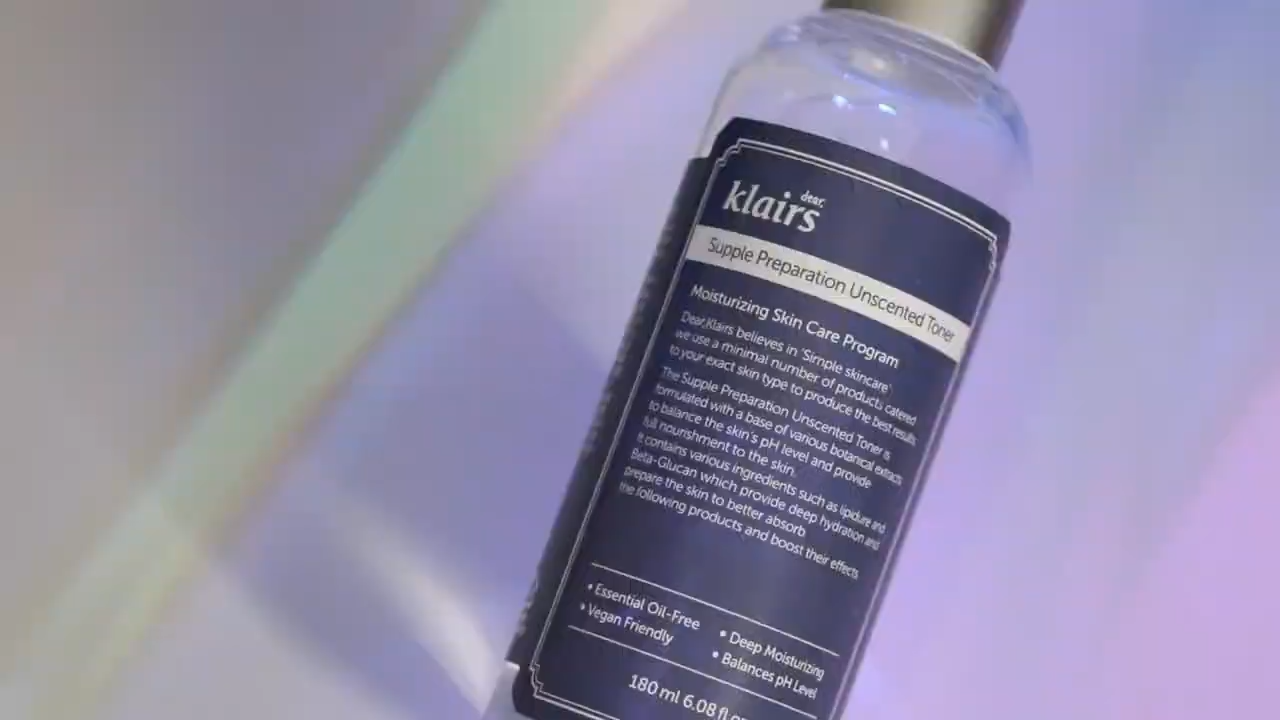 dear,
klairs
Supple Preparation Unscented Toner
Moisturizing Skin Care Program
Dear,Klairs believes in 'Simple skincare'
we use a minimal number of products catered
to your exact skin type to produce the best results.
The Supple Preparation Unscented Toner is
formulated with a base of various botanical extracts
to balance the skin's pH level and provide
full nourishment to the skin.
It contains various ingredients such as lipidure and
Beta-Glucan which provide deep hydration and
prepare the skin to better absorb
the following products and boost their effects
• Essential Oil-Free
• Vegan Friendly
• Deep Moisturizing
• Balances pH Level
180 ml 6.08 fl.oz